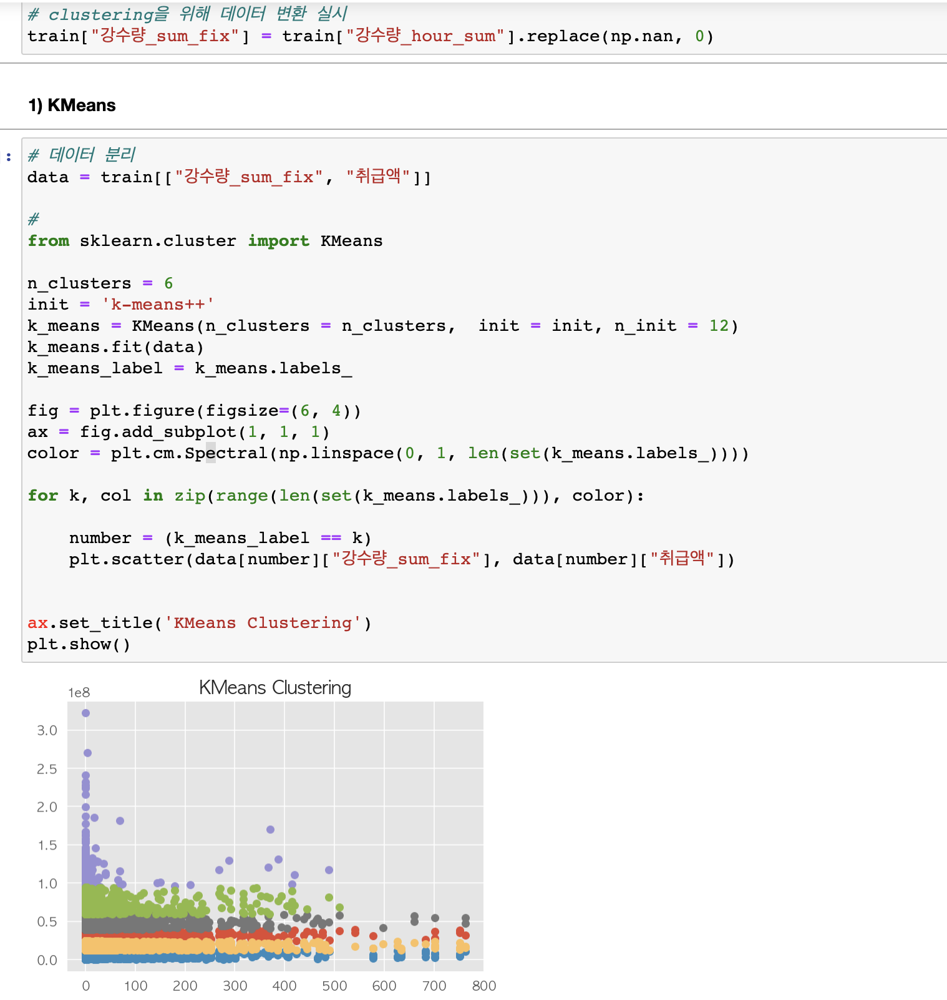 # clustering을 위해 데이터 변환 실시
train["강수량_sum_fix"] = train["강수량_hour_sum"].replace(np.nan, 0)
1) KMeans
:
# 데이터 분리
data = train[["강수량_sum_fix", "취급액"]]
#
from sklearn.cluster import KMeans
n_clusters = 6
init = 'k-means++'
k_means = KMeans(n_clusters = n_clusters,  init = init, n_init = 12)
k_means.fit(data)
k_means_label = k_means.labels_
fig = plt.figure(figsize=(6, 4))
ax = fig.add_subplot(1, 1, 1)
color = plt.cm.Spectral(np.linspace(0, 1, len(set(k_means.labels_))))
for k, col in zip(range(len(set(k_means.labels_))), color):
    number = (k_means_label == k)
    plt.scatter(data[number]["강수량_sum_fix"], data[number]["취급액"])
ax.set_title('KMeans Clustering')
plt.show()
KMeans Clustering
1e8
3.0
2.5
2.0
1.5
1.0
0.5
0.0
0 100 200 300 400 500 600 700 800